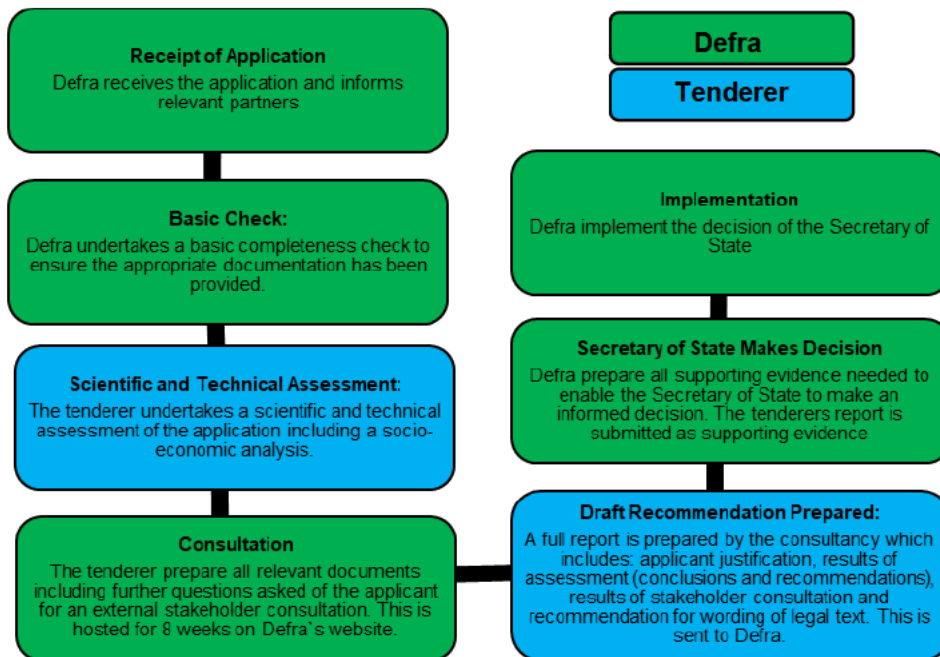 Receipt of Application
Defra receives the application and informs
relevant partners
Basic Check:
Defra undertakes a basic completeness check to
ensure the appropriate documentation has been
provided.
Scientific and Technical Assessment:
The tenderer undertakes a scientific and technical
assessment of the application including a socio-
economic analysis.
Consultation
The tenderer prepare all relevant documents
including further questions asked of the applicant
for an external stakeholder consultation. This is
hosted for 8 weeks on Defra`s website.
Defra
Tenderer
Implementation
Defra implement the decision of the Secretary of
State
Secretary of State Makes Decision
Defra prepare all supporting evidence needed to
enable the Secretary of State to make an
informed decision. The tenderers report is
submitted as supporting evidence
Draft Recommendation Prepared:
A full report is prepared by the consultancy which
includes: applicant justification, results of
assessment (conclusions and recommendations),
results of stakeholder consultation and
recommendation for wording of legal text. This is
sent to Defra.